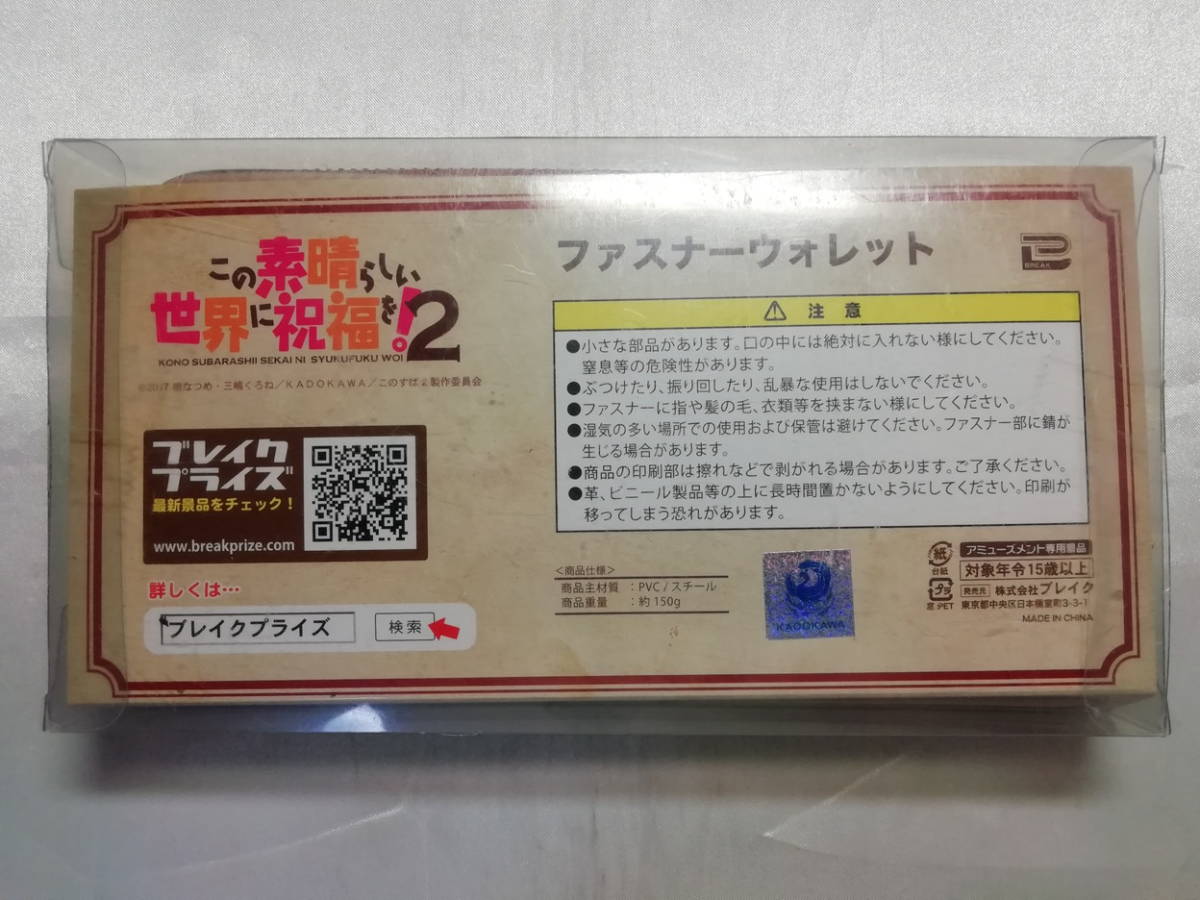 この素晴らしい
世界に祝福を!2
KONO SUBARASHII SEKAI NI SYUKUFUKU WO!
©2017 暁なつめ・三嶋くろね／KADOKAWA／このすば2製作委員会
ブレイク
プライズ
最新景品をチェック！
www.breakprize.com
詳しくは…
ブレイクプライズ
検索
ファスナーウォレット
BREAK
⚠ 注意
●小さな部品があります。口の中には絶対に入れない様にしてください。
窒息等の危険性があります。
●ぶつけたり、振り回したり、乱暴な使用はしないでください。
●ファスナーに指や髪の毛、衣類等を挟まない様にしてください。
●湿気の多い場所での使用および保管は避けてください。ファスナー部に錆が
生じる場合があります。
●商品の印刷部は擦れなどで剥がれる場合があります。ご了承ください。
●革、ビニール製品等の上に長時間置かないようにしてください。印刷が
移ってしまう恐れがあります。
＜商品仕様＞
商品主材質：PVC / スチール
商品重量：約 150g
KADOKAWA
紙
台紙
プラ
窓:PET
アミューズメント専用景品
対象年令15歳以上
発売元 株式会社ブレイク
東京都中央区日本橋室町3-3-1
MADE IN CHINA